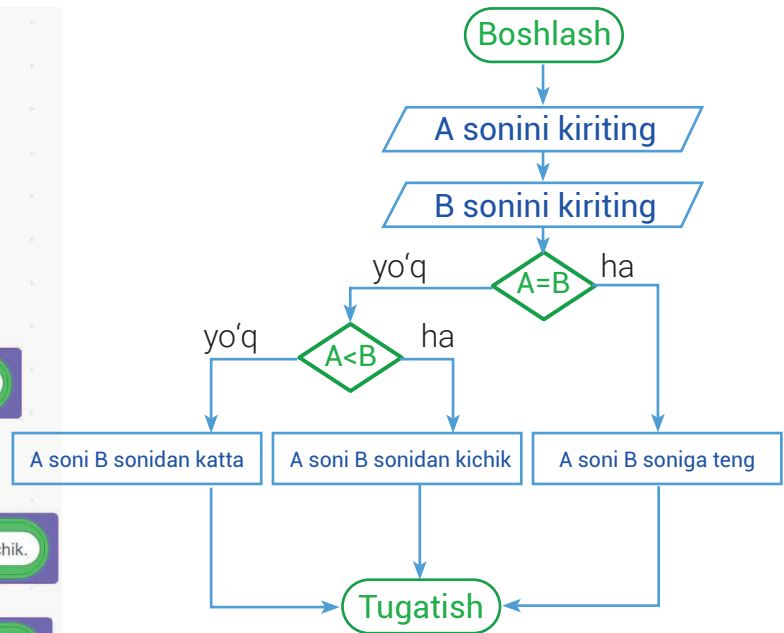 Boshlash
A sonini kiriting
B sonini kiriting
yo‘q
A=B
ha
yo‘q
A<B
ha
A soni B sonidan katta
A soni B sonidan kichik
A soni B soniga teng
Tugatish